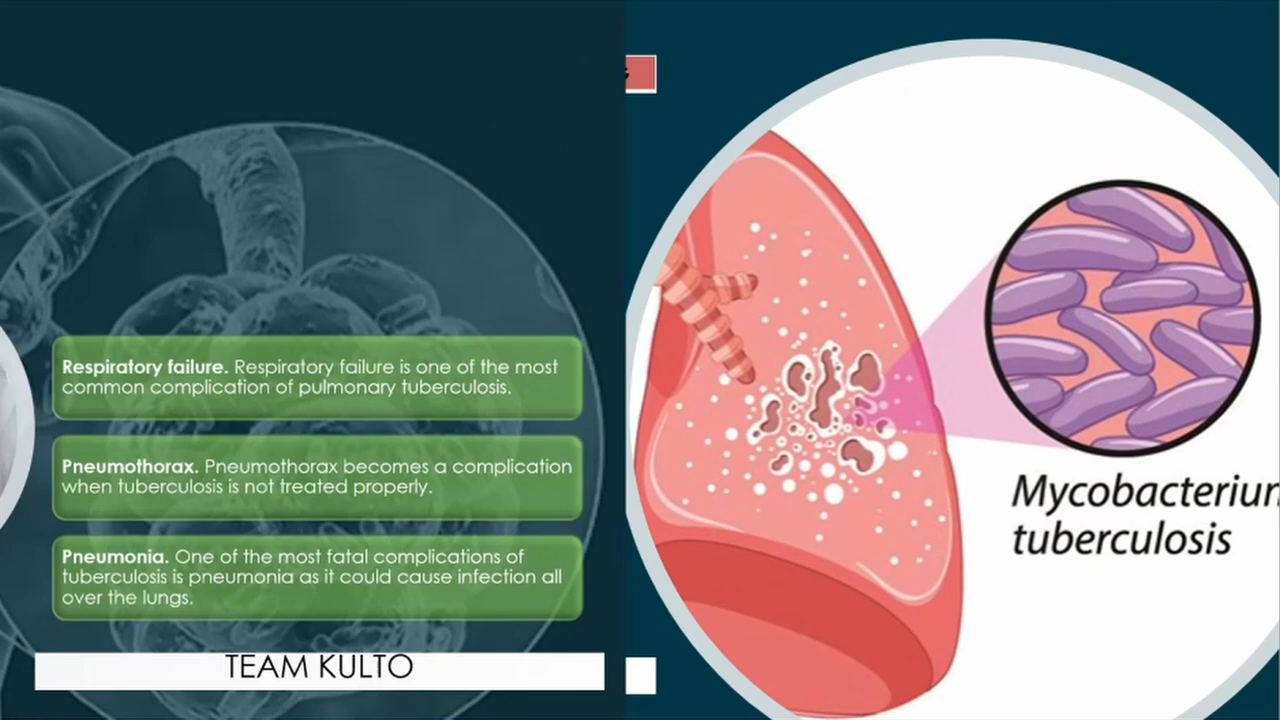 Respiratory failure. Respiratory failure is one of the most
common complication of pulmonary tuberculosis.
Pneumothorax. Pneumothorax becomes a complication
when tuberculosis is not treated properly.
Pneumonia. One of the most fatal complications of
tuberculosis is pneumonia as it could cause infection all
over the lungs.
TEAM KULTO
Mycobacteriu
tuberculosis